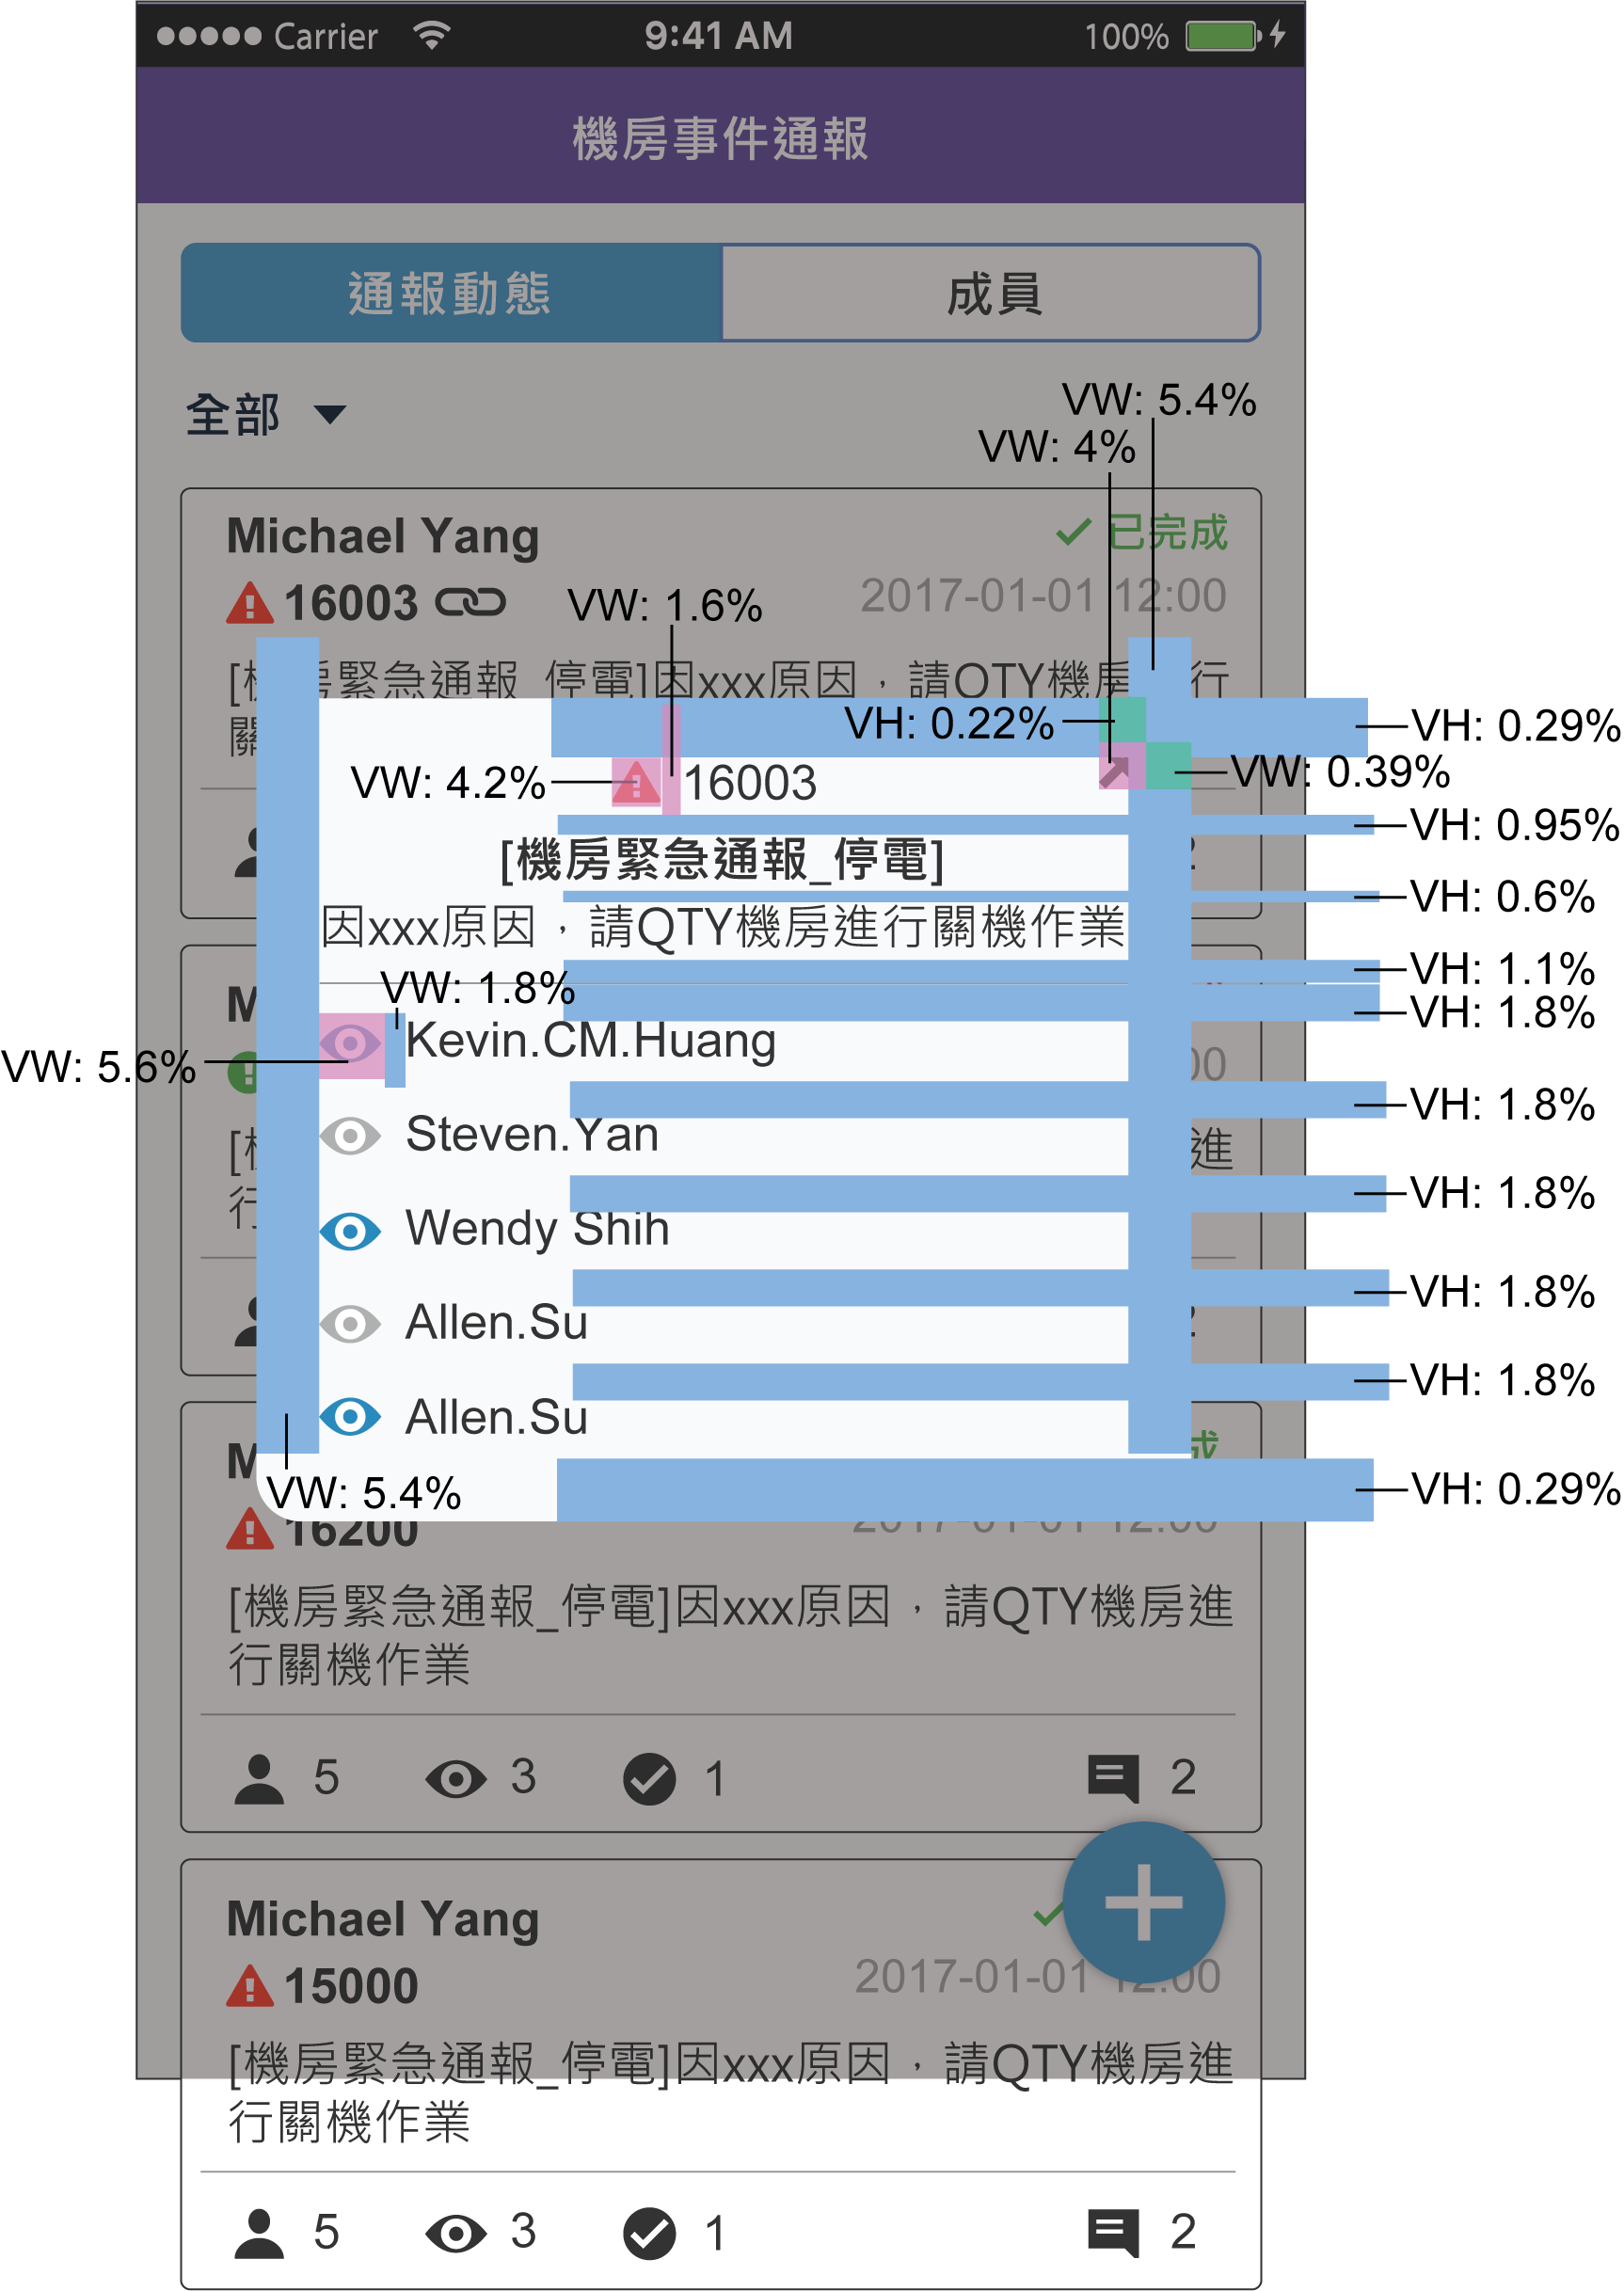 Carrier 9:41 AM 100%
機房事件通報
通報動態 成員
全部
VW: 5.4%
VW: 4%
Michael Yang 已完成
16003 2017-01-01 12:00
VW: 1.6%
[機房緊急通報_停電]因xxx原因，請QTY機房進行
關
VH: 0.22% VH: 0.29%
VW: 4.2% 16003 VW: 0.39%
VH: 0.95%
[機房緊急通報_停電]
VH: 0.6%
因xxx原因，請QTY機房進行關機作業
VH: 1.1%
VW: 1.8% VH: 1.8%
Kevin.CM.Huang
VW: 5.6%
VH: 1.8%
Steven.Yan
進
行
VH: 1.8%
Wendy Shih
VH: 1.8%
Allen.Su
VH: 1.8%
Allen.Su
成
VW: 5.4% VH: 0.29%
16200 2017-01-01 12:00
[機房緊急通報_停電]因xxx原因，請QTY機房進
行關機作業
5 3 1 2
Michael Yang
15000 2017-01-01 12:00
[機房緊急通報_停電]因xxx原因，請QTY機房進
行關機作業
5 3 1 2